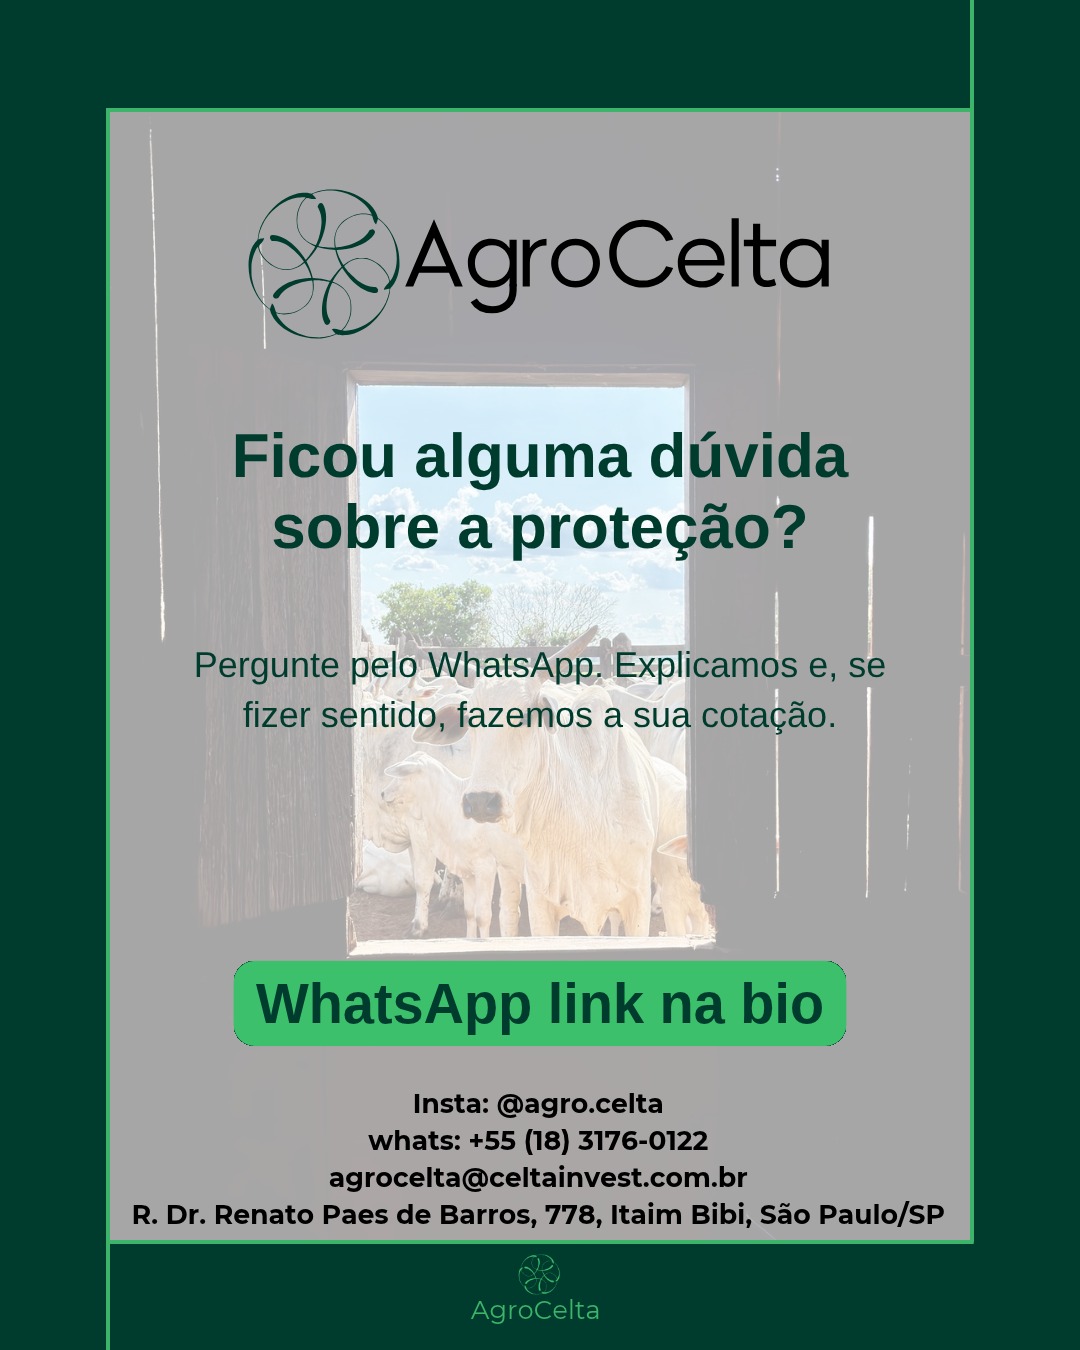 AgroCelta
Ficou alguma dúvida
sobre a proteção?
Pergunte pelo WhatsApp. Explicamos e, se
fizer sentido, fazemos a sua cotação.
WhatsApp link na bio
Insta: @agro.celta
whats: +55 (18) 3176-0122
agrocelta@celtainvest.com.br
R. Dr. Renato Paes de Barros, 778, Itaim Bibi, São Paulo/SP
AgroCelta